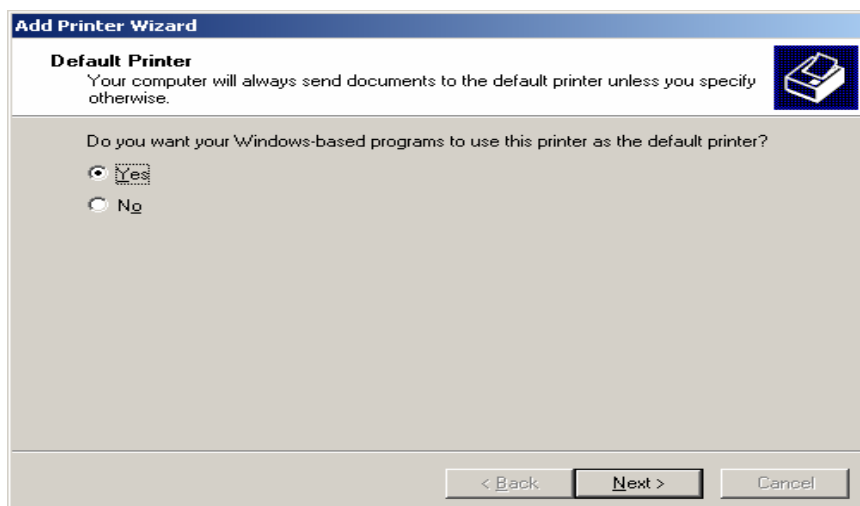 Add Printer Wizard
Default Printer
Your computer will always send documents to the default printer unless you specify
otherwise.
Do you want your Windows-based programs to use this printer as the default printer?
Yes
No
< Back
Next >
Cancel